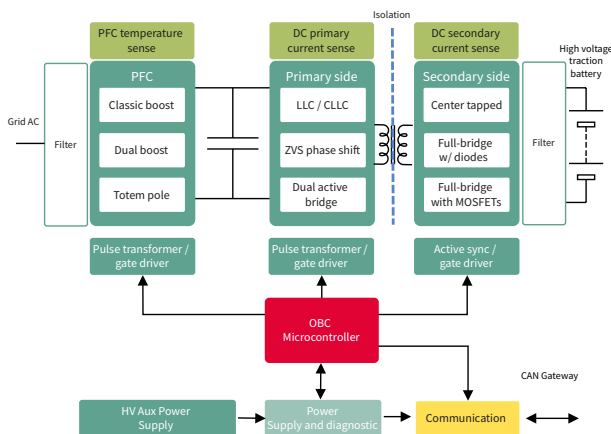 Isolation
PFC temperature
sense
DC primary
current sense
DC secondary
current sense
High voltage
traction
battery
Grid AC
Filter
PFC
Classic boost
Dual boost
Totem pole
Primary side
LLC / CLLC
ZVS phase shift
Dual active
bridge
Secondary side
Center tapped
Full-bridge
w/ diodes
Full-bridge
with MOSFETs
Filter
Pulse transformer /
gate driver
Pulse transformer /
gate driver
Active sync /
gate driver
OBC
Microcontroller
CAN Gateway
HV Aux Power
Supply
Power
Supply and diagnostic
Communication